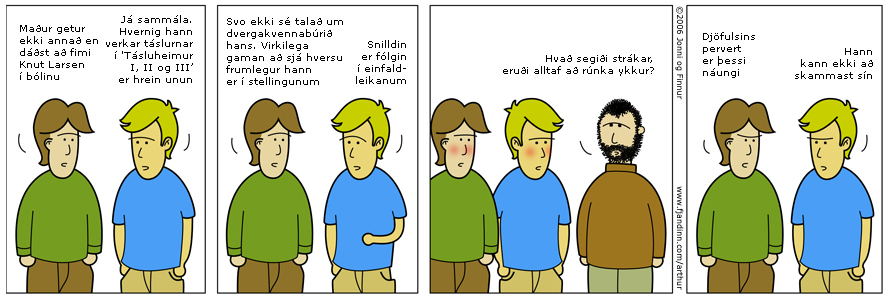 Maður getur
ekki annað en
dáðst að fimi
Knut Larsen
í bólinu
Já sammála.
Hvernig hann
verkar táslurnar
í 'Tásluheimur
I, II og III'
er hrein unun
Svo ekki sé talað um
dvergakvennabúrið
hans. Virkilega
gaman að sjá hversu
frumlegur hann
er í stellingunum
Snilldin
er fólgin
í einfald-
leikanum
Hvað segiði strákar,
eruði alltaf að rúnka ykkur?
©2006 Jonni og Finnur
www.fjandinn.com/arthur
Djöfulsins
pervert
er þessi
náungi
Hann
kann ekki að
skammast sín